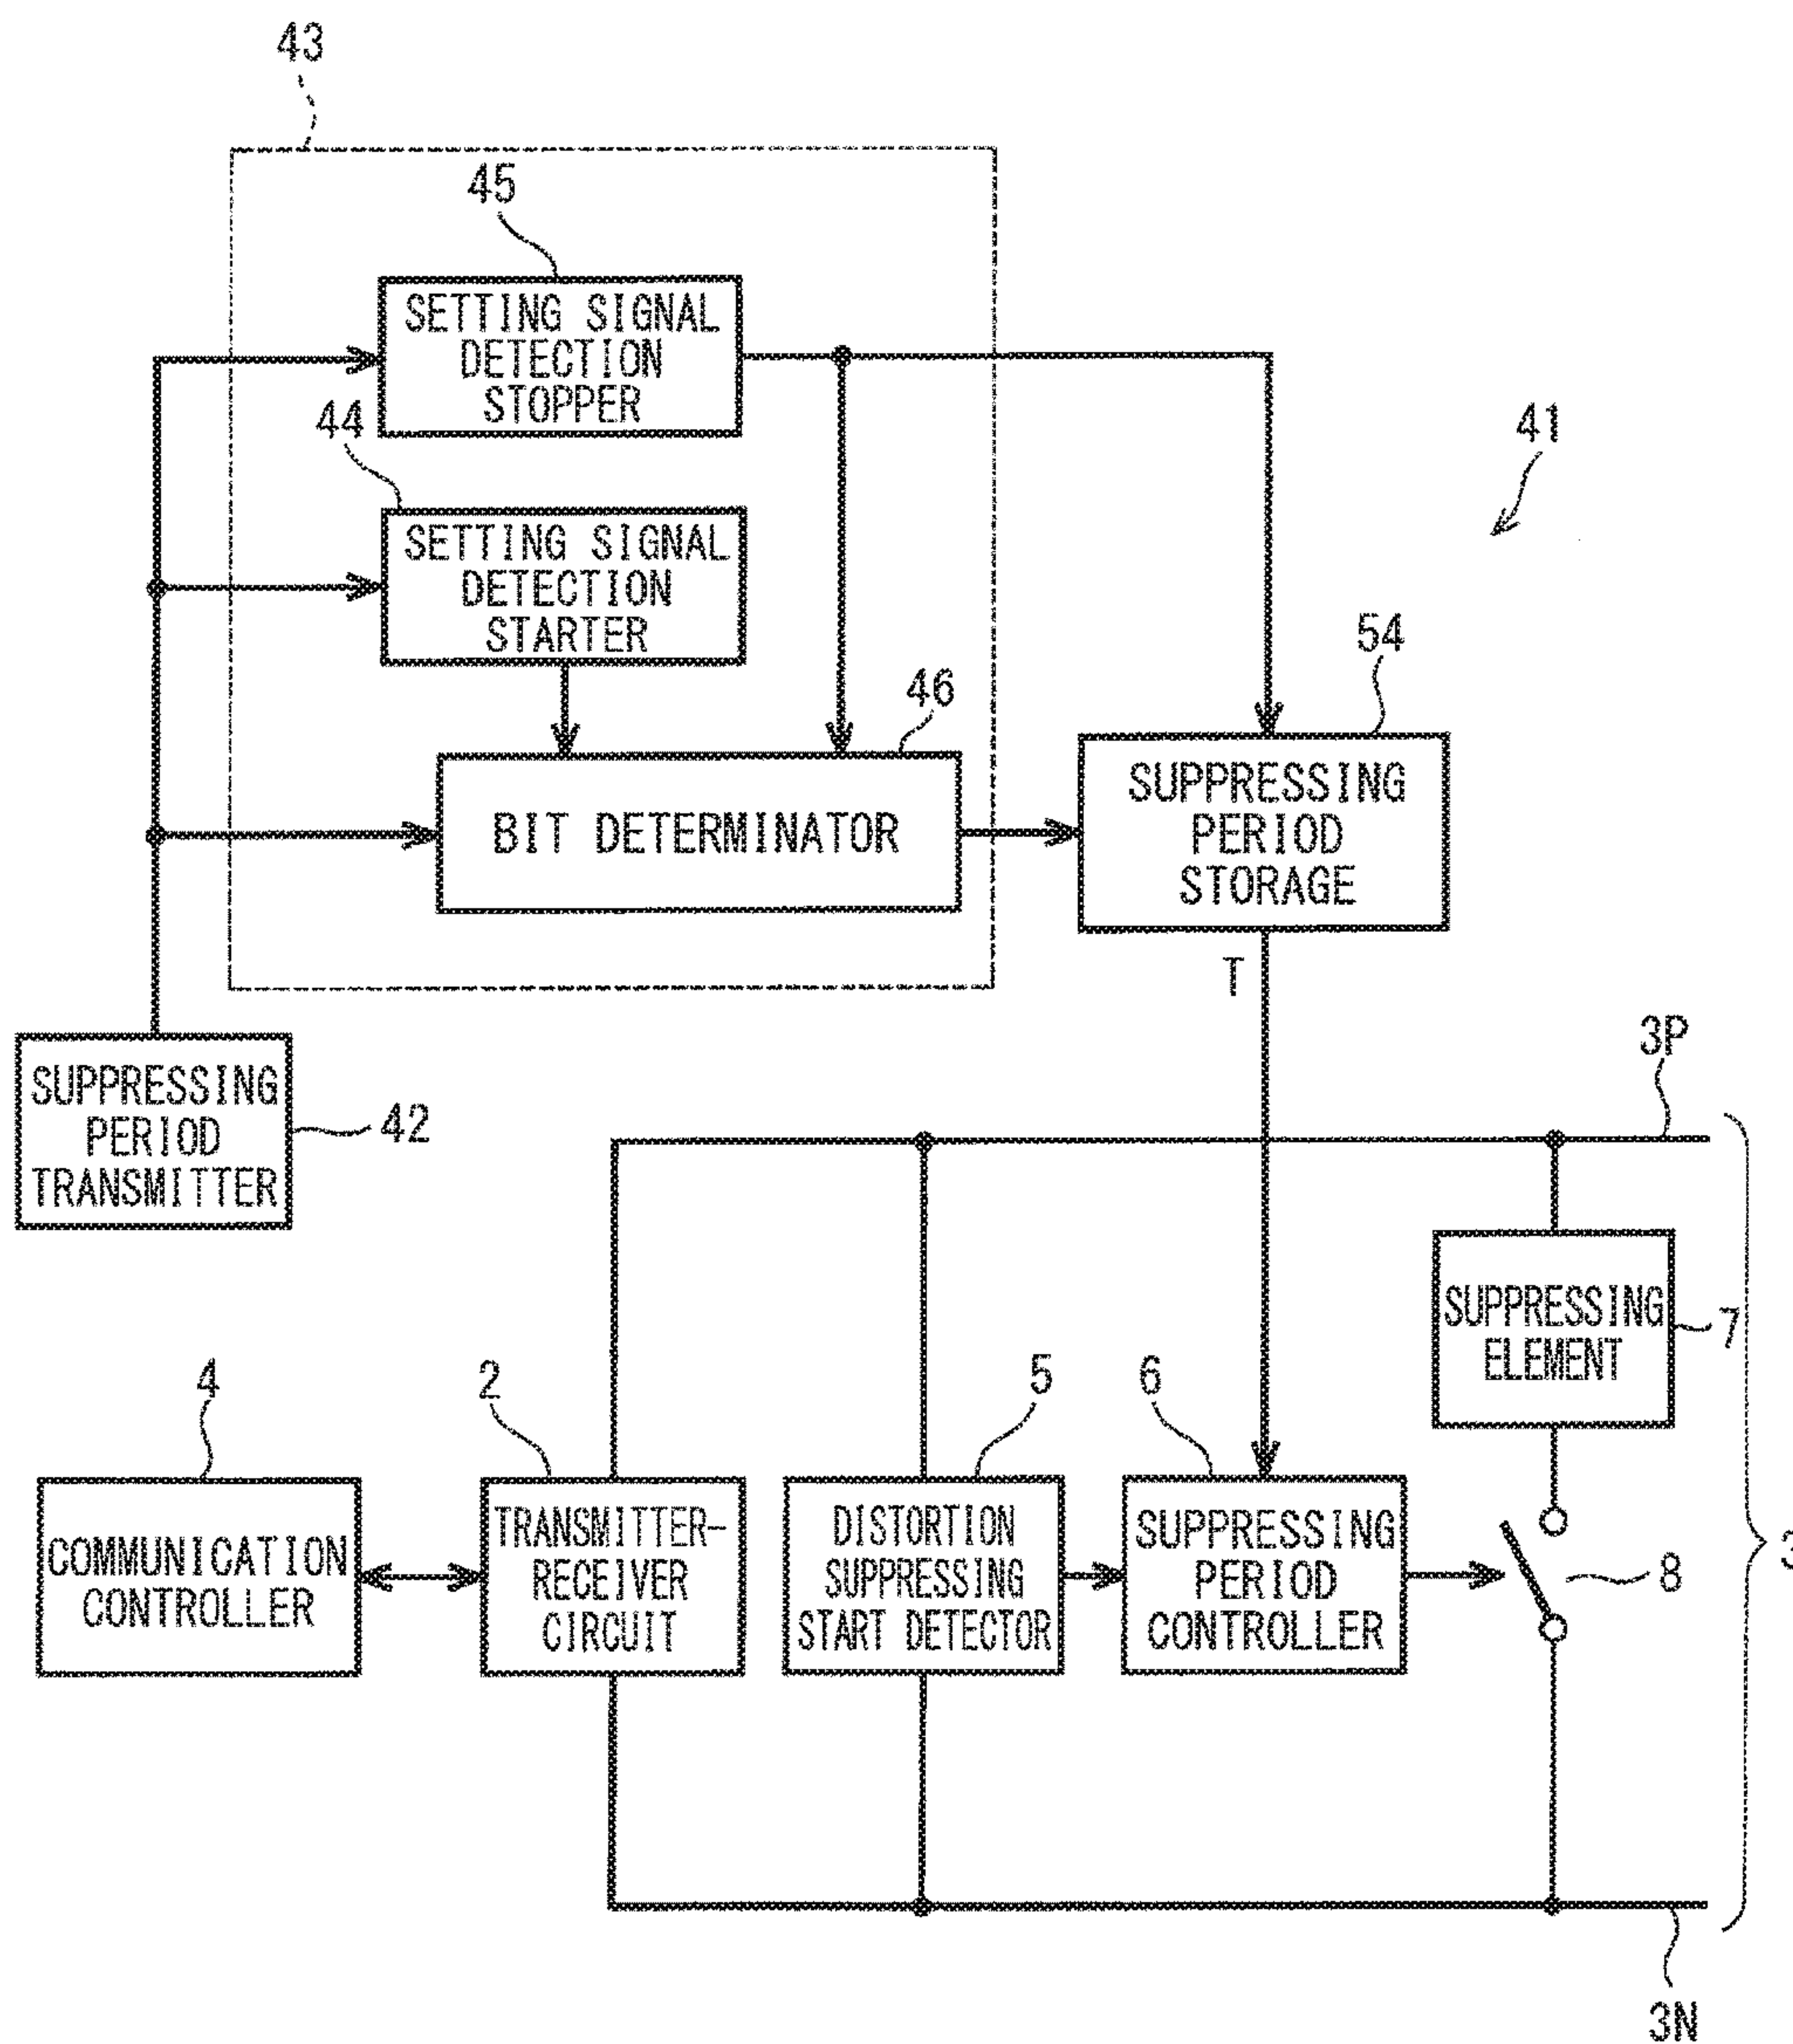 43
45
SETTING SIGNAL
DETECTION
STOPPER
44
41
SETTING SIGNAL
DETECTION
STARTER
54
46
SUPPRESSING
PERIOD
STORAGE
BIT DETERMINATOR
T
3P
SUPPRESSING
PERIOD
TRANSMITTER
42
SUPPRESSING
ELEMENT
7
4
2
5
6
COMMUNICATION
CONTROLLER
TRANSMITTER-
RECEIVER
CIRCUIT
DISTORTION
SUPPRESSING
START DETECTOR
SUPPRESSING
PERIOD
CONTROLLER
8
3
3N